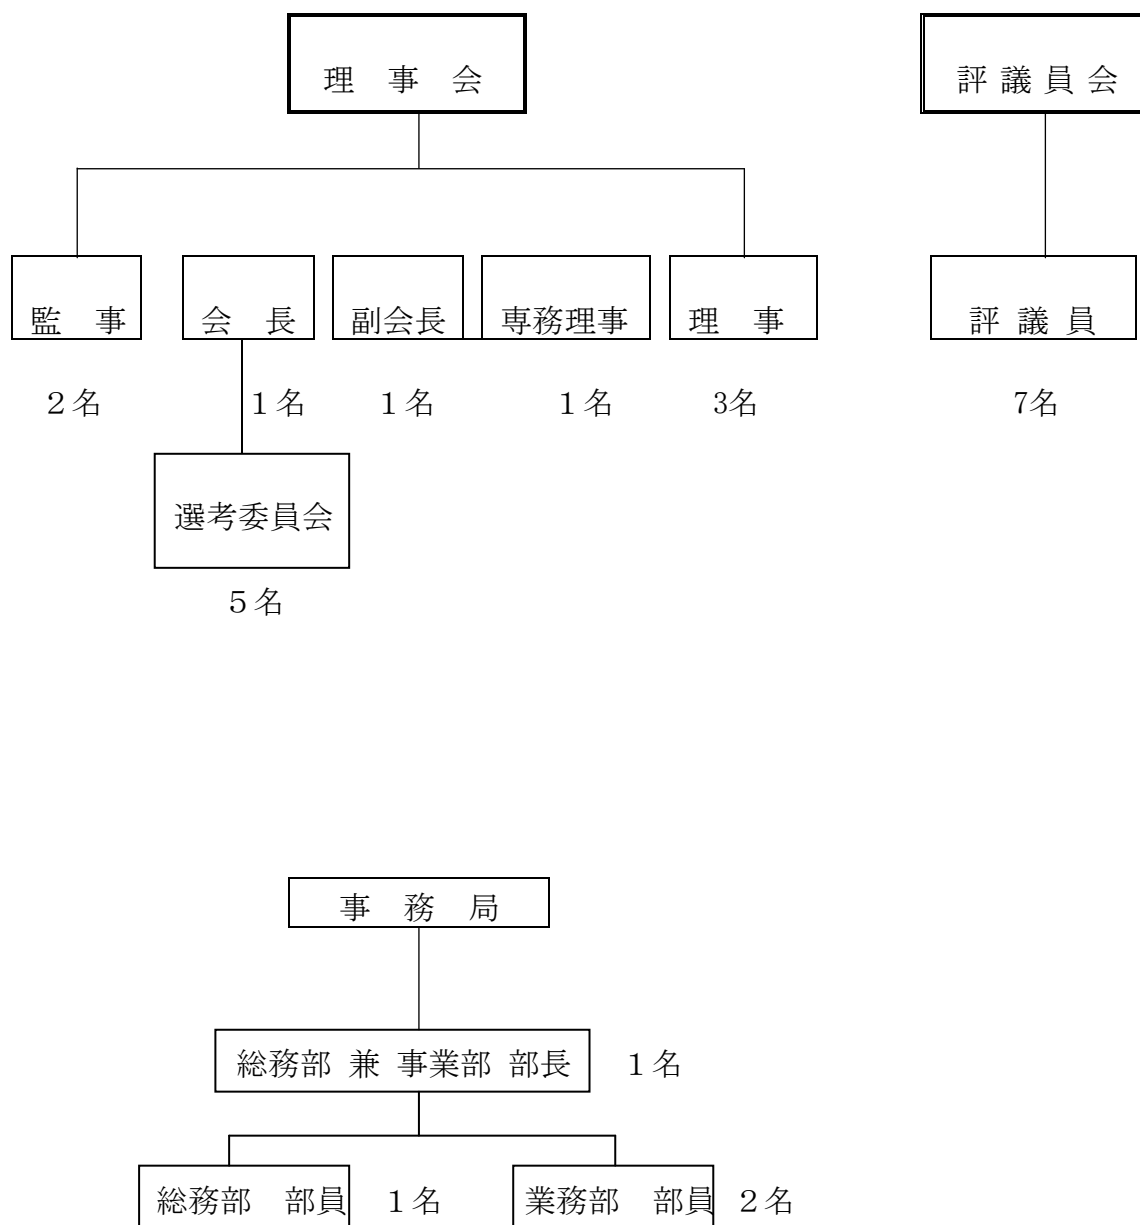 理　事　会　評 議 員 会
監　事　会　長　副会長　専務理事　理　事　評 議 員
２名　１名　１名　１名　3名　7名
選考委員会
５名
事　務　局
総務部 兼 事業部 部長　１名
総務部　部員　１名　業務部　部員　２名